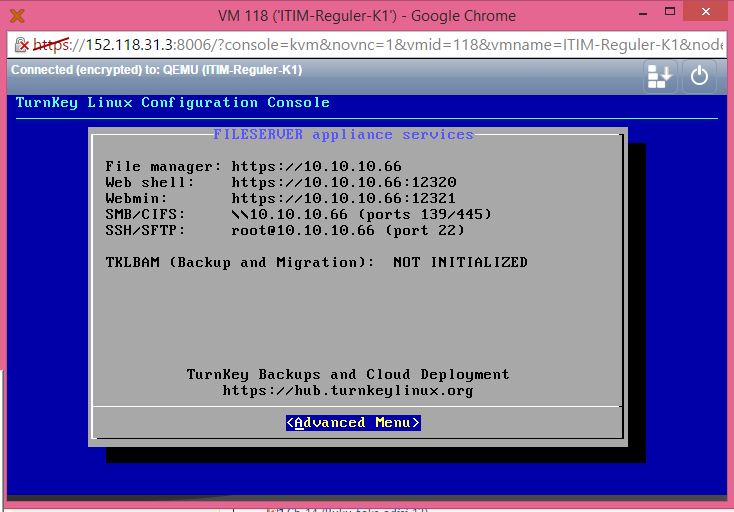 VM 118 ('ITIM-Reguler-K1') - Google Chrome
https://152.118.31.3:8006/?console=kvm&novnc=1&vmid=118&vmname=ITIM-Reguler-K1&node
Connected (encrypted) to: QEMU (ITIM-Reguler-K1)
TurnKey Linux Configuration Console
FILESERVER appliance services
File manager: https://10.10.10.66
Web shell: https://10.10.10.66:12320
Webmin: https://10.10.10.66:12321
SMB/CIFS: \\10.10.10.66 (ports 139/445)
SSH/SFTP: root@10.10.10.66 (port 22)
TKLBAM (Backup and Migration): NOT INITIALIZED
TurnKey Backups and Cloud Deployment
https://hub.turnkeylinux.org
<Advanced Menu>